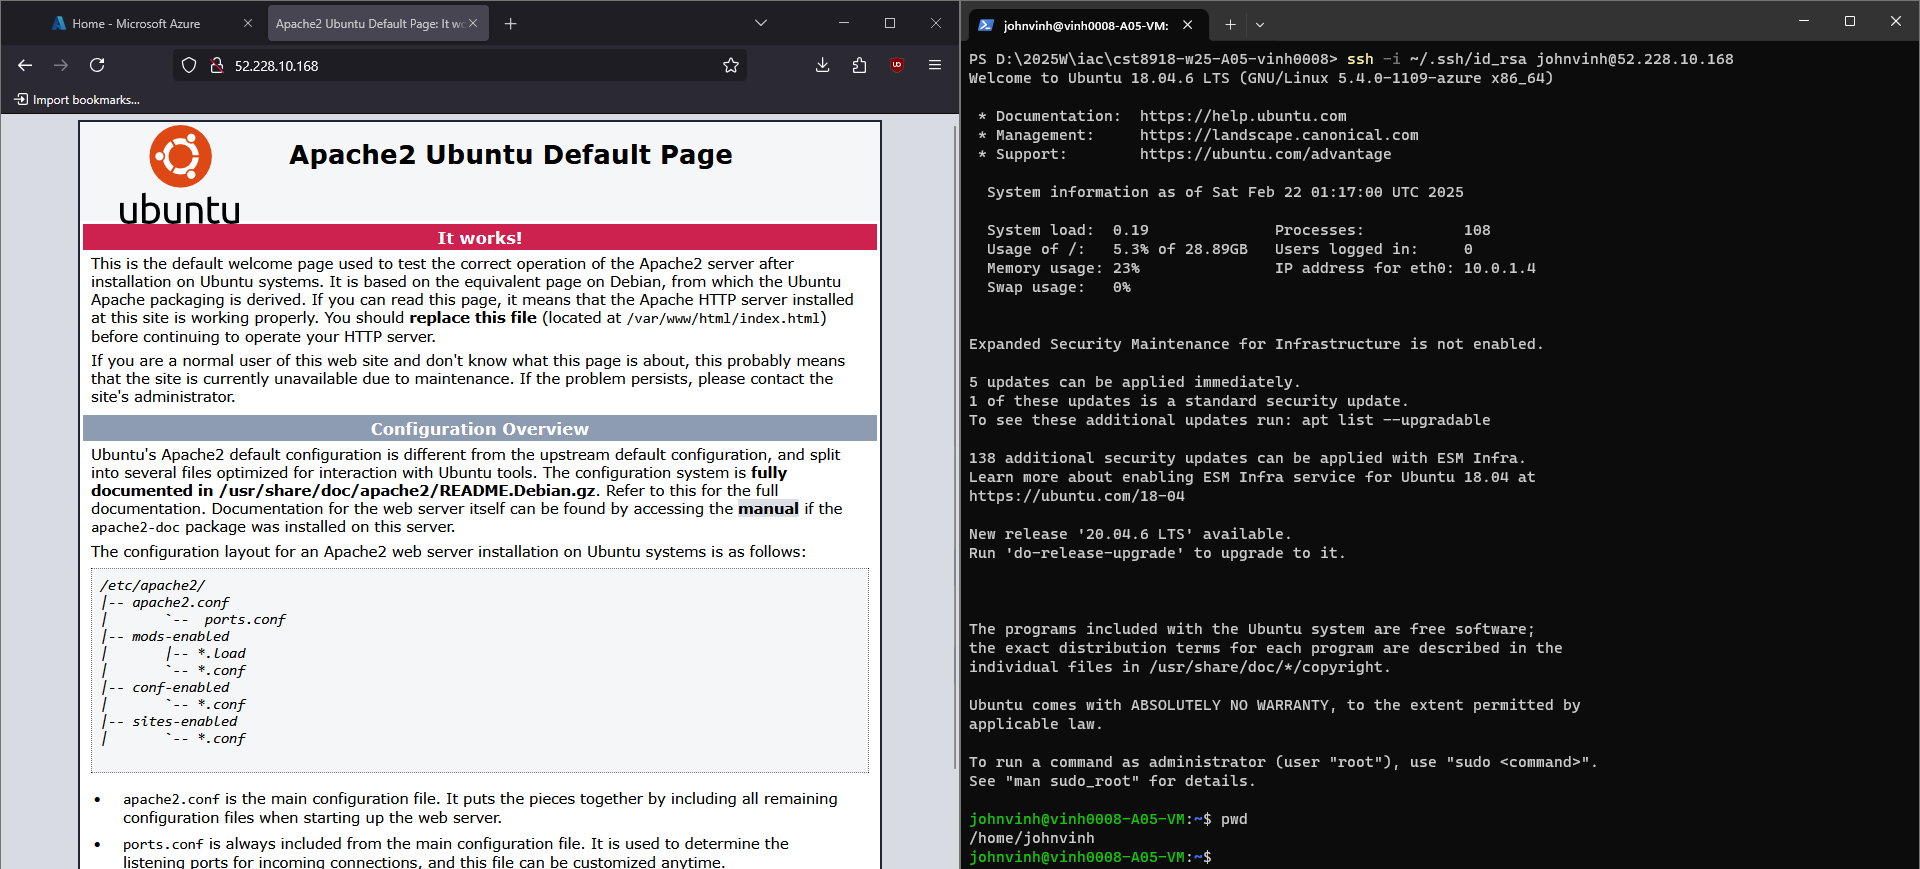 Home - Microsoft Azure
Apache2 Ubuntu Default Page: It wo
52.228.10.168
Import bookmarks...
ubuntu
Apache2 Ubuntu Default Page
It works!
This is the default welcome page used to test the correct operation of the Apache2 server after
installation on Ubuntu systems. It is based on the equivalent page on Debian, from which the Ubuntu
Apache packaging is derived. If you can read this page, it means that the Apache HTTP server installed
at this site is working properly. You should replace this file (located at /var/www/html/index.html)
before continuing to operate your HTTP server.
If you are a normal user of this web site and don't know what this page is about, this probably means
that the site is currently unavailable due to maintenance. If the problem persists, please contact the
site's administrator.
Configuration Overview
Ubuntu's Apache2 default configuration is different from the upstream default configuration, and split
into several files optimized for interaction with Ubuntu tools. The configuration system is fully
documented in /usr/share/doc/apache2/README.Debian.gz. Refer to this for the full
documentation. Documentation for the web server itself can be found by accessing the manual if the
apache2-doc package was installed on this server.
The configuration layout for an Apache2 web server installation on Ubuntu systems is as follows:
/etc/apache2/
|-- apache2.conf
|       `--  ports.conf
|-- mods-enabled
|       |-- *.load
|       `-- *.conf
|-- conf-enabled
|       `-- *.conf
|-- sites-enabled
|       `-- *.conf
• apache2.conf is the main configuration file. It puts the pieces together by including all remaining
configuration files when starting up the web server.
• ports.conf is always included from the main configuration file. It is used to determine the
listening ports for incoming connections, and this file can be customized anytime.
johnvinh@vinh0008-A05-VM:
PS D:\2025W\iac\cst8918-w25-A05-vinh0008> ssh -i ~/.ssh/id_rsa johnvinh@52.228.10.168
Welcome to Ubuntu 18.04.6 LTS (GNU/Linux 5.4.0-1109-azure x86_64)
* Documentation:  https://help.ubuntu.com
* Management:     https://landscape.canonical.com
* Support:        https://ubuntu.com/advantage
System information as of Sat Feb 22 01:17:00 UTC 2025
System load:  0.19              Processes:           108
Usage of /:   5.3% of 28.89GB   Users logged in:     0
Memory usage: 23%               IP address for eth0: 10.0.1.4
Swap usage:   0%
Expanded Security Maintenance for Infrastructure is not enabled.
5 updates can be applied immediately.
1 of these updates is a standard security update.
To see these additional updates run: apt list --upgradable
138 additional security updates can be applied with ESM Infra.
Learn more about enabling ESM Infra service for Ubuntu 18.04 at
https://ubuntu.com/18-04
New release '20.04.6 LTS' available.
Run 'do-release-upgrade' to upgrade to it.
The programs included with the Ubuntu system are free software;
the exact distribution terms for each program are described in the
individual files in /usr/share/doc/*/copyright.
Ubuntu comes with ABSOLUTELY NO WARRANTY, to the extent permitted by
applicable law.
To run a command as administrator (user "root"), use "sudo <command>".
See "man sudo_root" for details.
johnvinh@vinh0008-A05-VM:~$ pwd
/home/johnvinh
johnvinh@vinh0008-A05-VM:~$